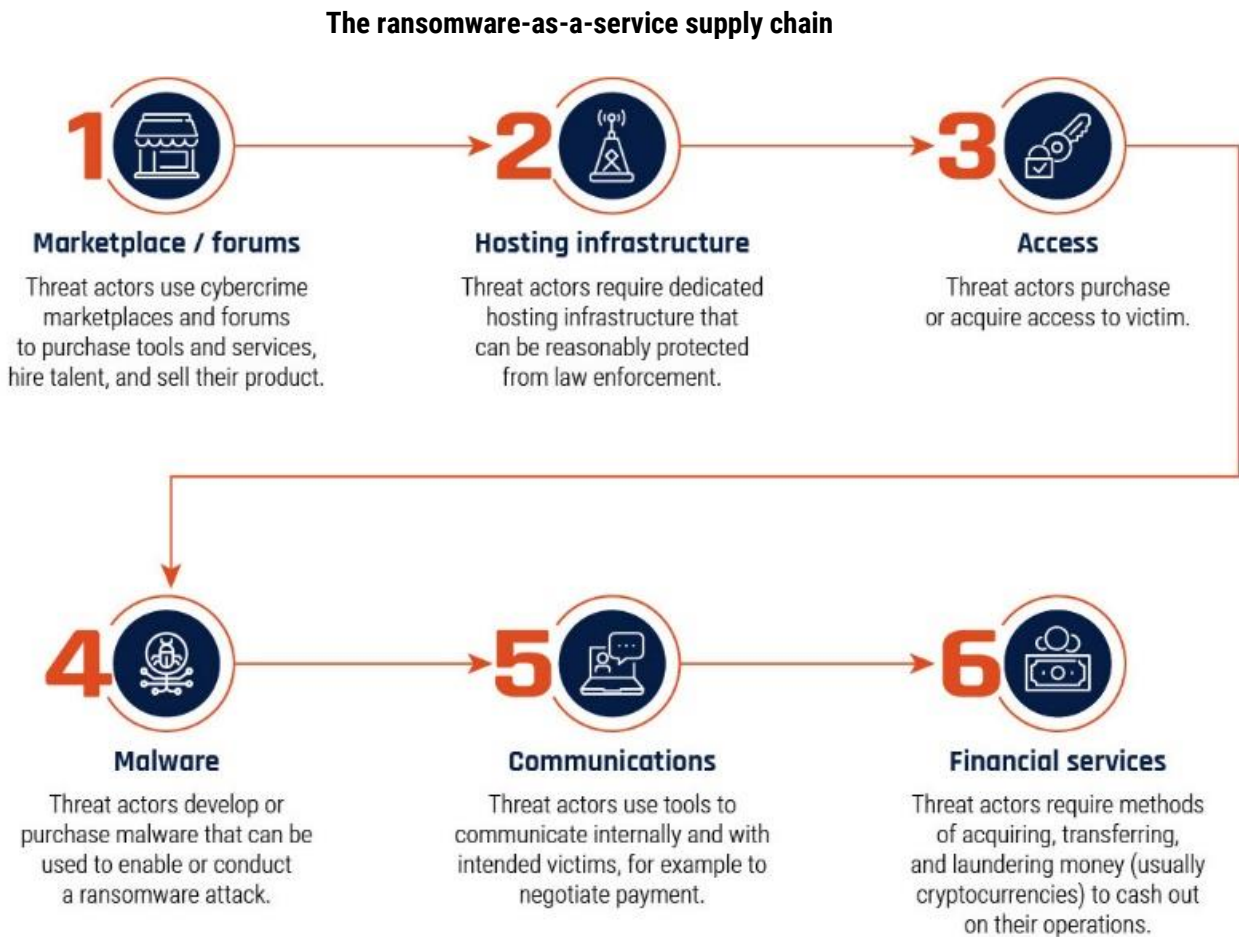 The ransomware-as-a-service supply chain
1
Marketplace / forums
Threat actors use cybercrime
marketplaces and forums
to purchase tools and services,
hire talent, and sell their product.
2
Hosting infrastructure
Threat actors require dedicated
hosting infrastructure that
can be reasonably protected
from law enforcement.
3
Access
Threat actors purchase
or acquire access to victim.
4
Malware
Threat actors develop or
purchase malware that can be
used to enable or conduct
a ransomware attack.
5
Communications
Threat actors use tools to
communicate internally and with
intended victims, for example to
negotiate payment.
6
Financial services
Threat actors require methods
of acquiring, transferring,
and laundering money (usually
cryptocurrencies) to cash out
on their operations.